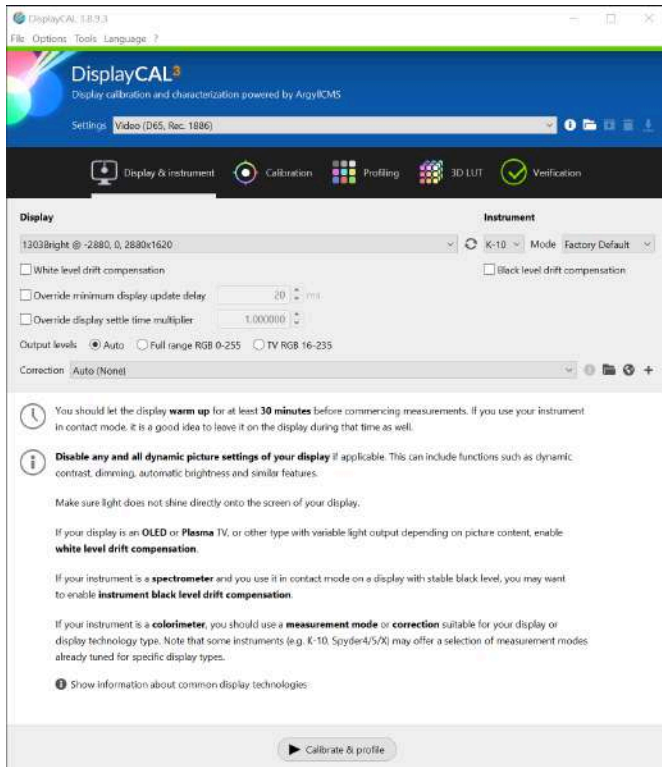 DisplayCAL 3.8.9.3
File Options Tools Language ?
DisplayCAL3
Display calibration and characterization powered by ArgyllCMS
Settings Video (D65, Rec. 1886)
Display & instrument Calibration Profiling 3D LUT Verification
Display Instrument
13038right @ -2880, 0, 2880x1620 K-10 Mode Factory Default
White level drift compensation Black level drift compensation
Override minimum display update delay 20 ms
Override display settle time multiplier 1.000000
Output levels Auto Full range RGB 0-255 TV RGB 16-235
Correction Auto (None)
You should let the display warm up for at least 30 minutes before commencing measurements. If you use your instrument
in contact mode, it is a good idea to leave it on the display during that time as well.
Disable any and all dynamic picture settings of your display if applicable. This can include functions such as dynamic
contrast, dimming, automatic brightness and similar features.
Make sure light does not shine directly onto the screen of your display.
If your display is an OLED or Plasma TV, or other type with variable light output depending on picture content, enable
white level drift compensation.
If your instrument is a spectrometer and you use it in contact mode on a display with stable black level, you may want
to enable instrument black level drift compensation.
If your instrument is a colorimeter, you should use a measurement mode or correction suitable for your display or
display technology type. Note that some instruments (e.g. K-10, Spyder4/5/X) may offer a selection of measurement modes
already tuned for specific display types.
Show information about common display technologies
Calibrate & profile